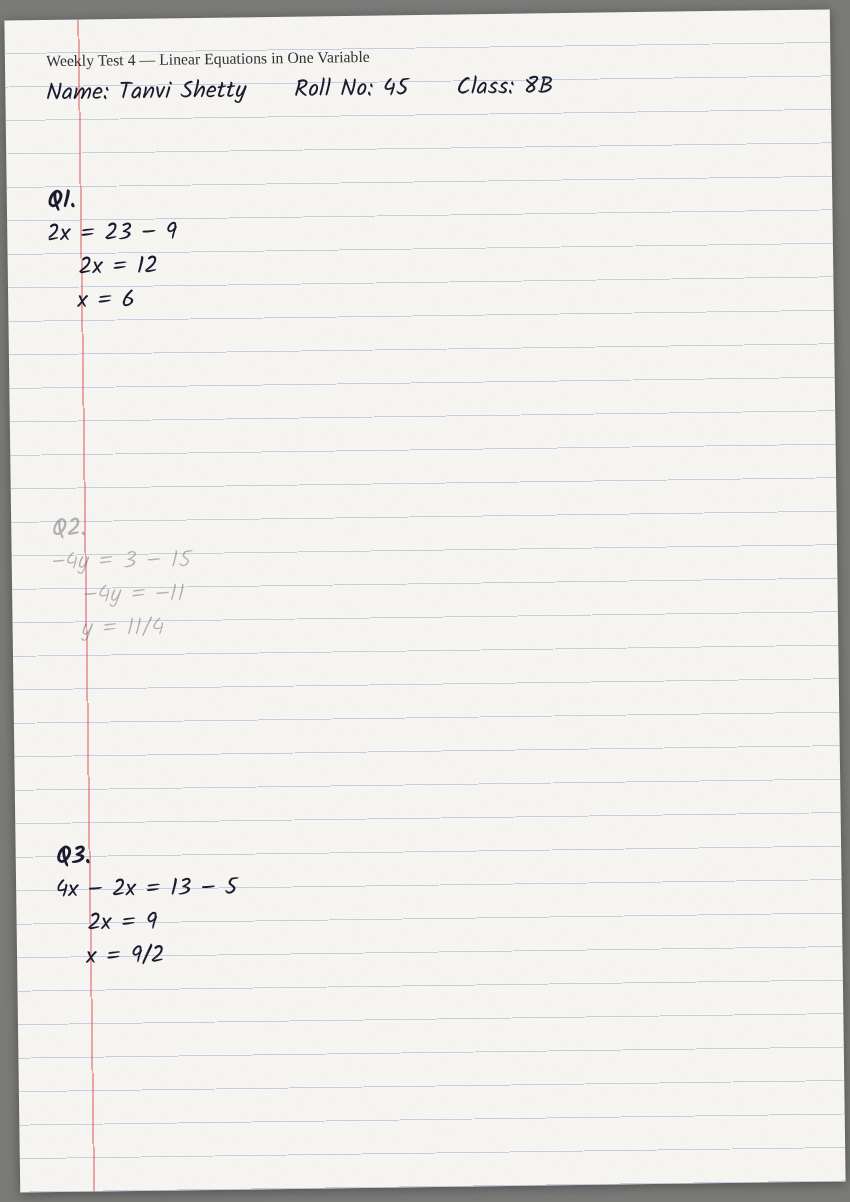 Weekly Test 4 — Linear Equations in One Variable
Name: Tanvi Shetty Roll No: 45 Class: 8B
Q1.
2x = 23 − 9
2x = 12
x = 6
Q2.
−4y = 3 − 15
−4y = −11
y = 11/4
Q3.
4x − 2x = 13 − 5
2x = 9
x = 9/2